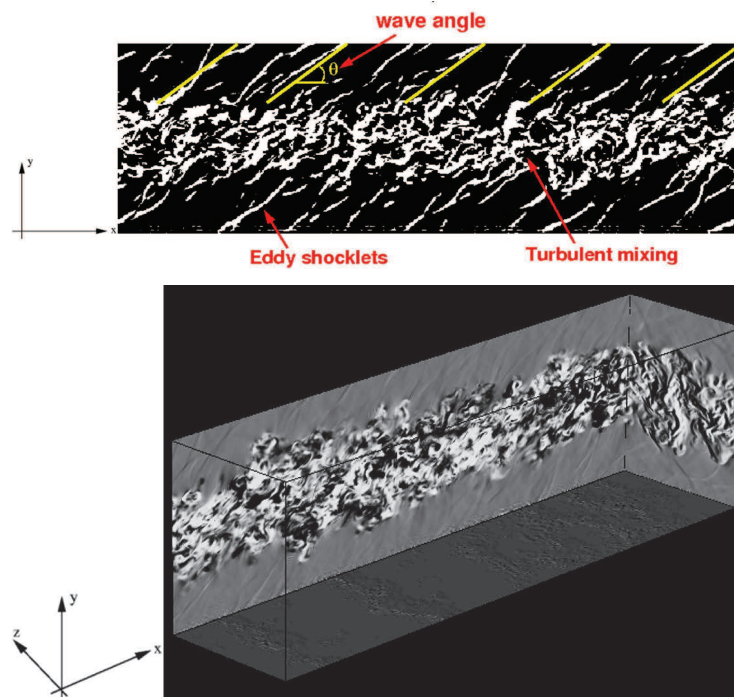 wave angle
θ
y
x
Eddy shocklets
Turbulent mixing
y
z
x